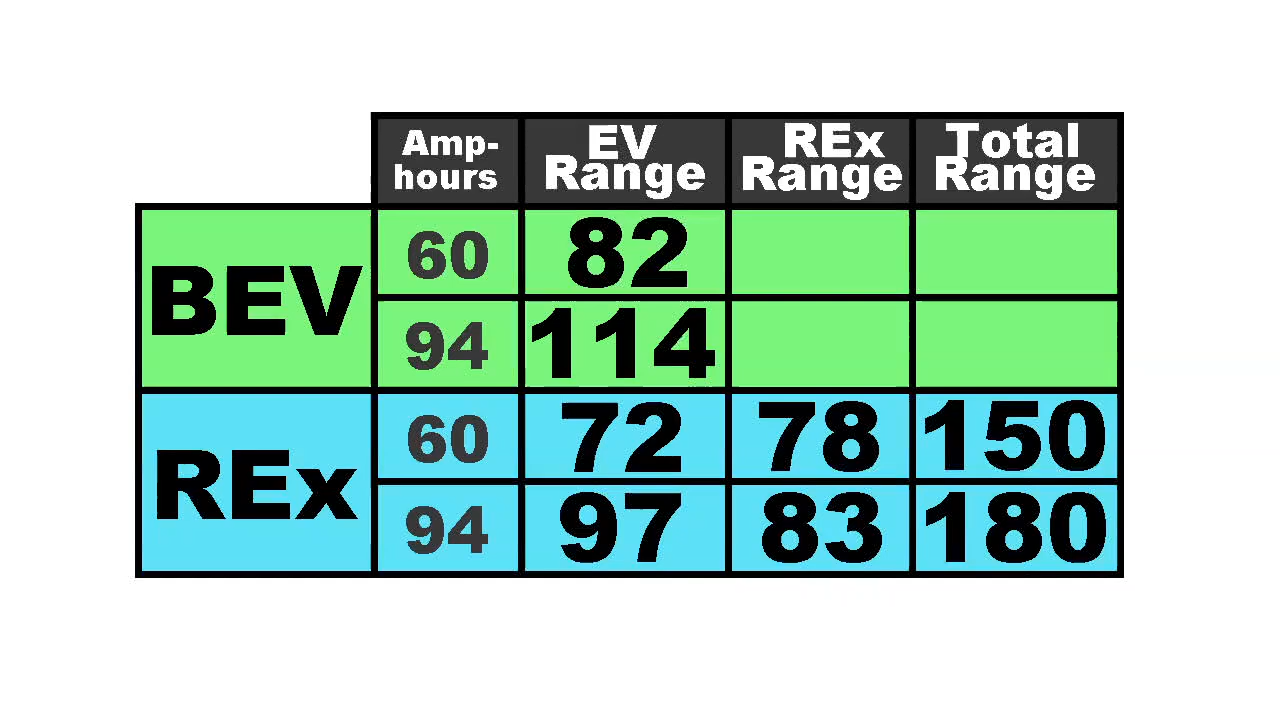 Amp-
hours
EV
Range
REx
Range
Total
Range
BEV
60
82
94
114
REx
60
72
78
150
94
97
83
180